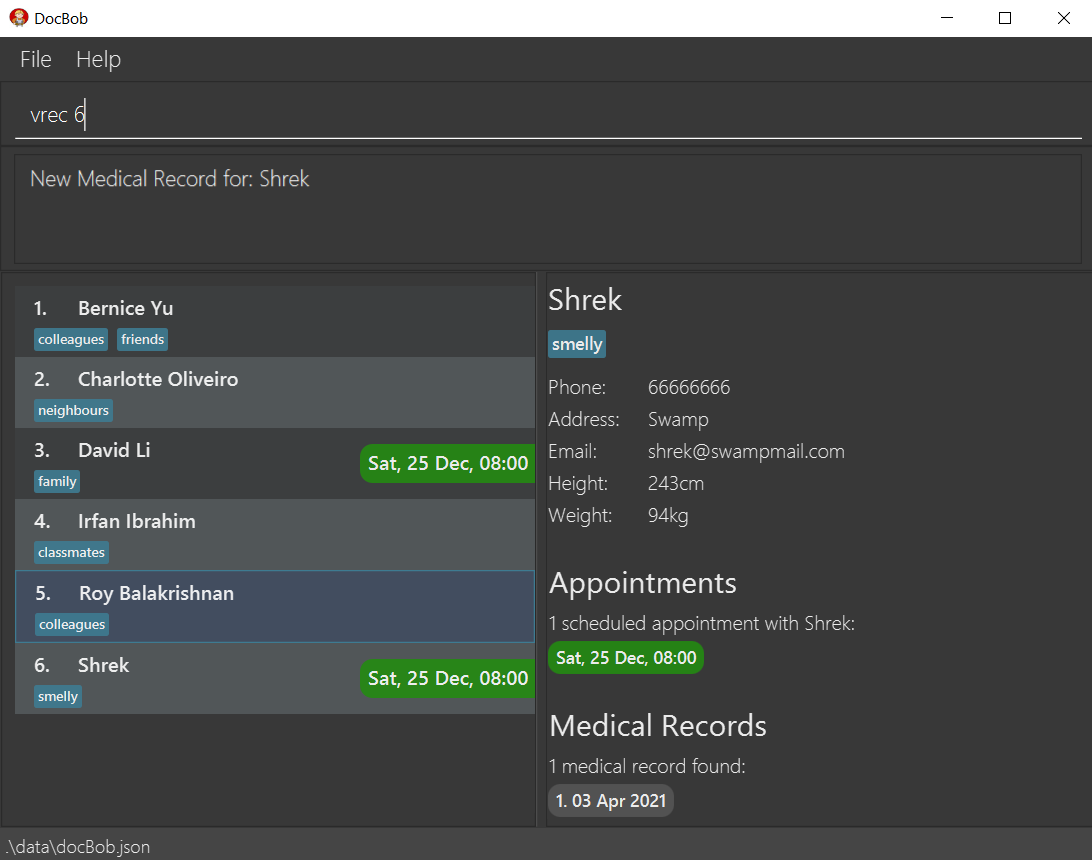 DocBob
File Help
vrec 6
New Medical Record for: Shrek
1. Bernice Yu
colleagues friends
2. Charlotte Oliveiro
neighbours
3. David Li
Sat, 25 Dec, 08:00
family
4. Irfan Ibrahim
classmates
5. Roy Balakrishnan
colleagues
6. Shrek
Sat, 25 Dec, 08:00
smelly
Shrek
smelly
Phone: 66666666
Address: Swamp
Email: shrek@swampmail.com
Height: 243cm
Weight: 94kg
Appointments
1 scheduled appointment with Shrek:
Sat, 25 Dec, 08:00
Medical Records
1 medical record found:
1. 03 Apr 2021
.\data\docBob.json